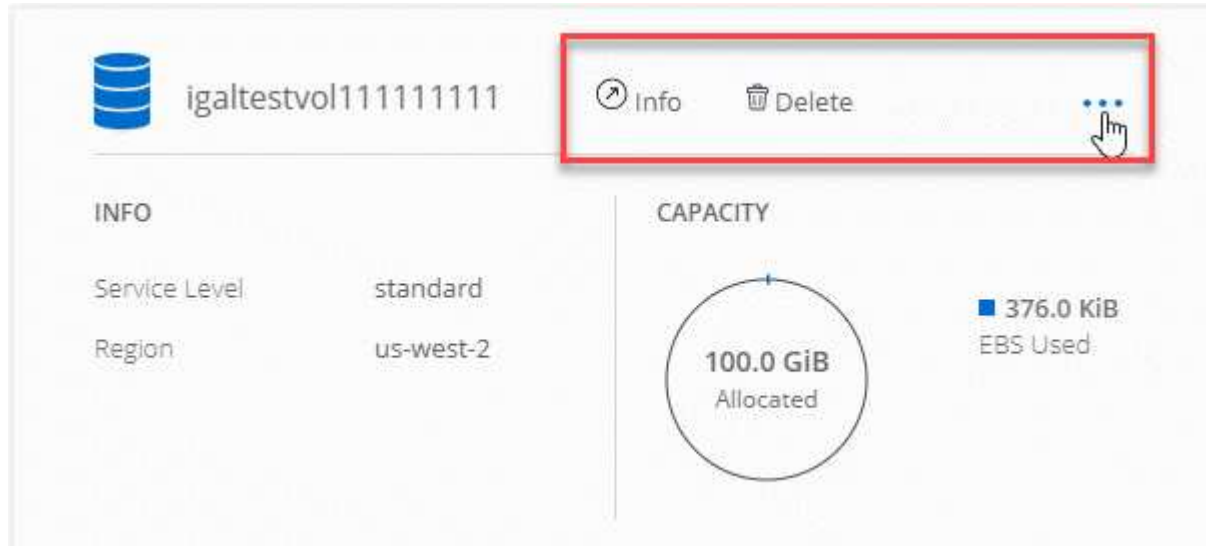 igaltestvol111111111
Info
Delete
...
INFO
CAPACITY
Service Level standard
Region us-west-2
100.0 GiB
Allocated
376.0 KiB
EBS Used